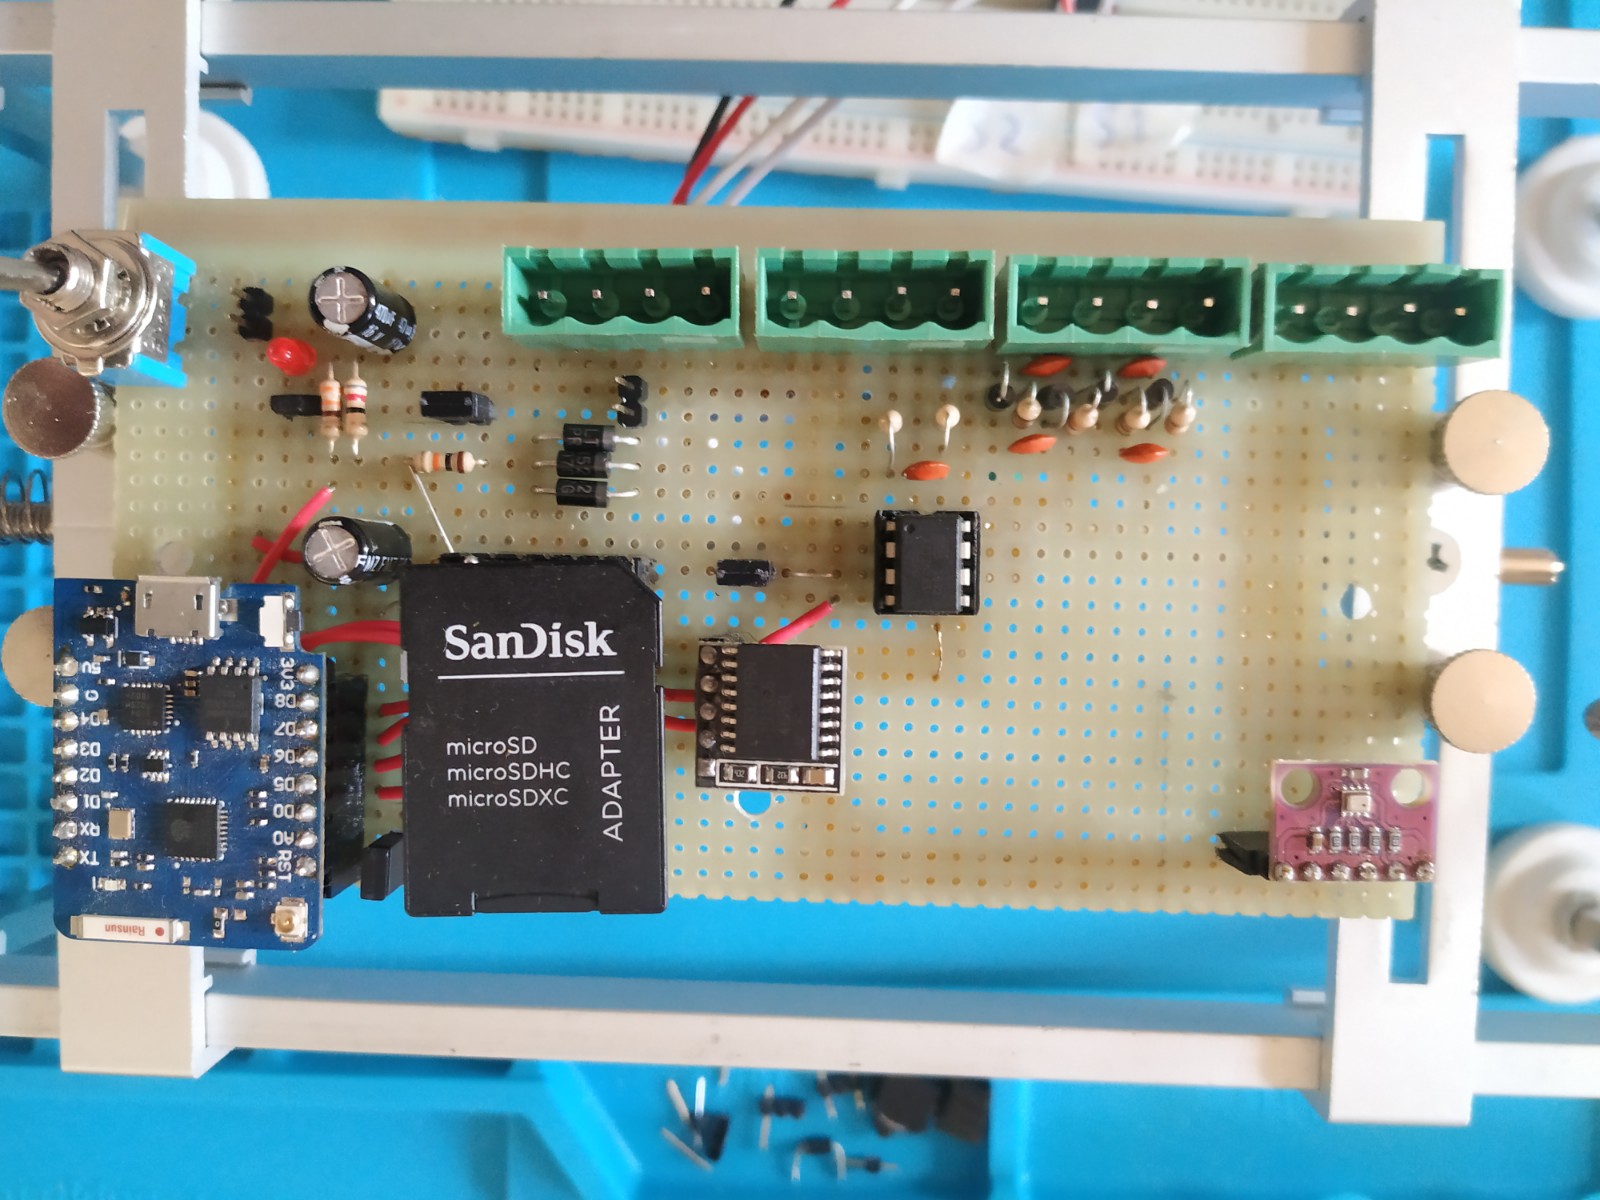 Rainsun
RST
A0
D0
D5
D6
D7
D8
3V3
TX
RX
D1
D2
D3
D4
G
5V
ADAPTER
microSD
microSDHC
microSDXC
SanDisk